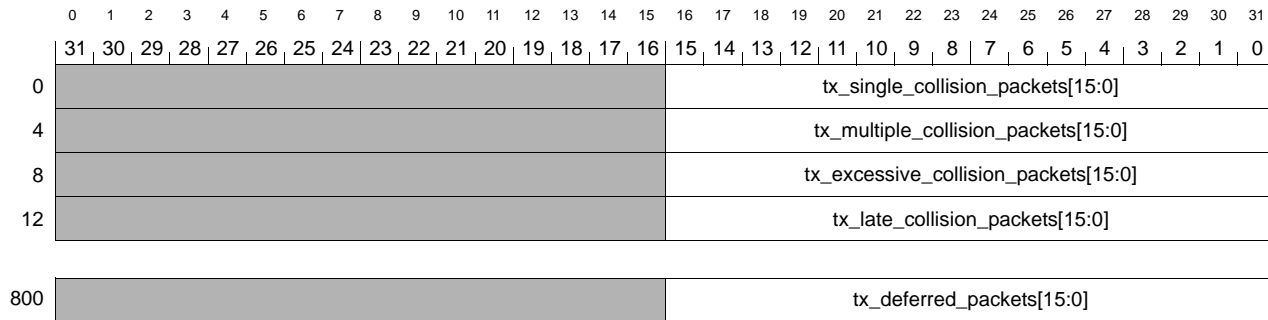 0 1 2 3 4 5 6 7 8 9 10 11 12 13 14 15 16 17 18 19 20 21 22 23 24 25 26 27 28 29 30 31
31 30 29 28 27 26 25 24 23 22 21 20 19 18 17 16 15 14 13 12 11 10 9 8 7 6 5 4 3 2 1 0
0 tx_single_collision_packets[15:0]
4 tx_multiple_collision_packets[15:0]
8 tx_excessive_collision_packets[15:0]
12 tx_late_collision_packets[15:0]
800 tx_deferred_packets[15:0]